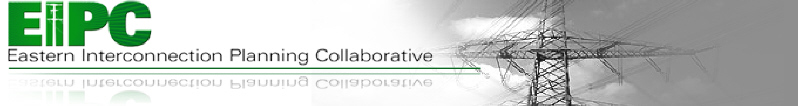 EIPC
Eastern Interconnection Planning Collaborative